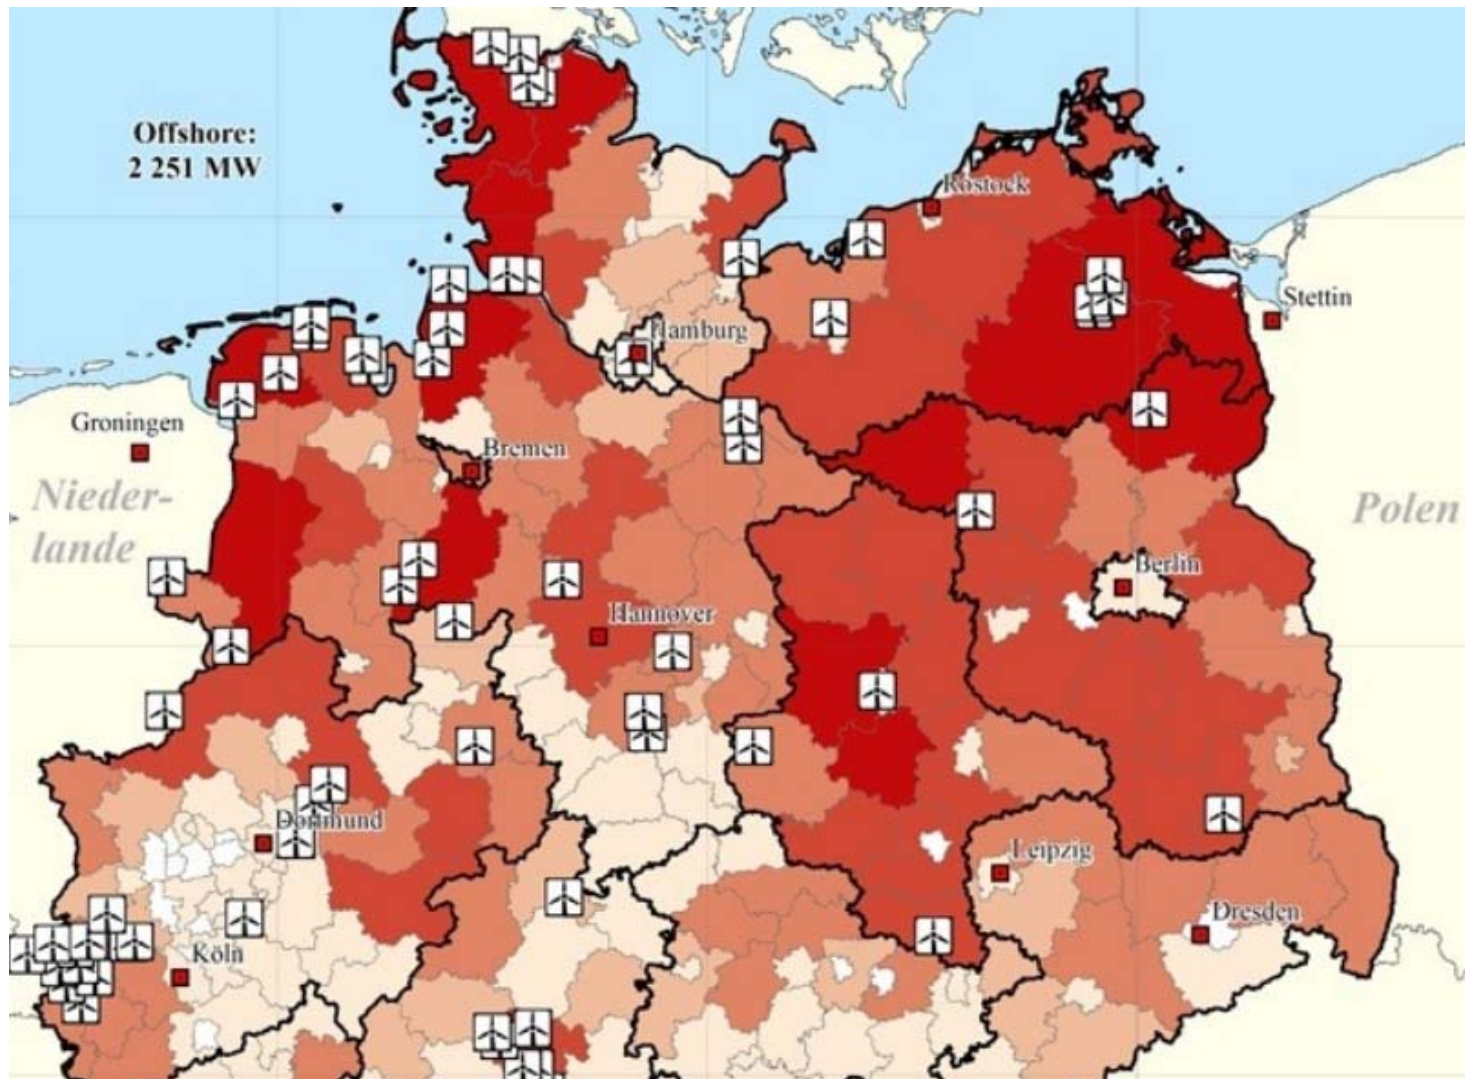 Offshore:
2 251 MW
Rostock
Stettin
Hamburg
Groningen
Bremen
Nieder-
lande
Polen
Berlin
Hannover
Dortmund
Leipzig
Dresden
Köln